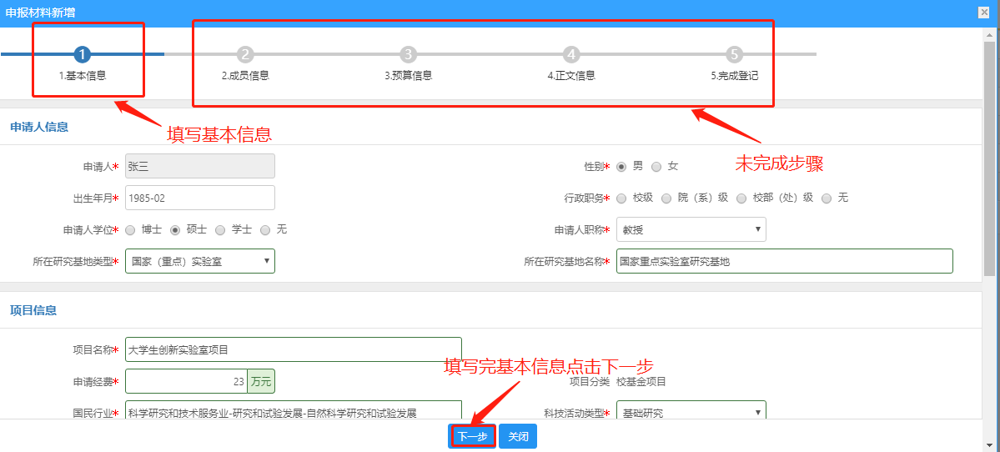 申报材料新增
1 2 3 4 5
1.基本信息 2.成员信息 3.预算信息 4.正文信息 5.完成登记
填写基本信息
未完成步骤
申请人信息
申请人* 张三 性别* 男 女
出生年月* 1985-02 行政职务* 校级 院（系）级 校部（处）级 无
申请人学位* 博士 硕士 学士 无 申请人职称* 教授
所在研究基地类型* 国家（重点）实验室 所在研究基地名称* 国家重点实验室研究基地
项目信息
项目名称* 大学生创新实验室项目
填写完基本信息点击下一步
申请经费* 23 万元 项目分类 校基金项目
国民行业* 科学研究和技术服务业-研究和试验发展-自然科学研究和试验发展 科技活动类型* 基础研究
下一步 关闭